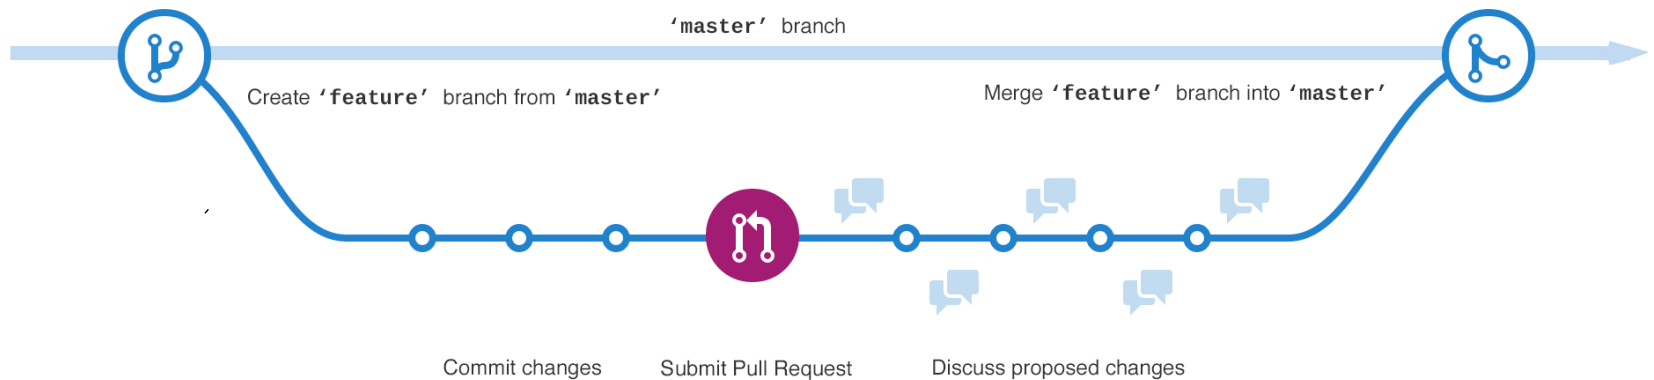 ‘master’ branch
Create ‘feature’ branch from ‘master’
Merge ‘feature’ branch into ‘master’
Commit changes
Submit Pull Request
Discuss proposed changes